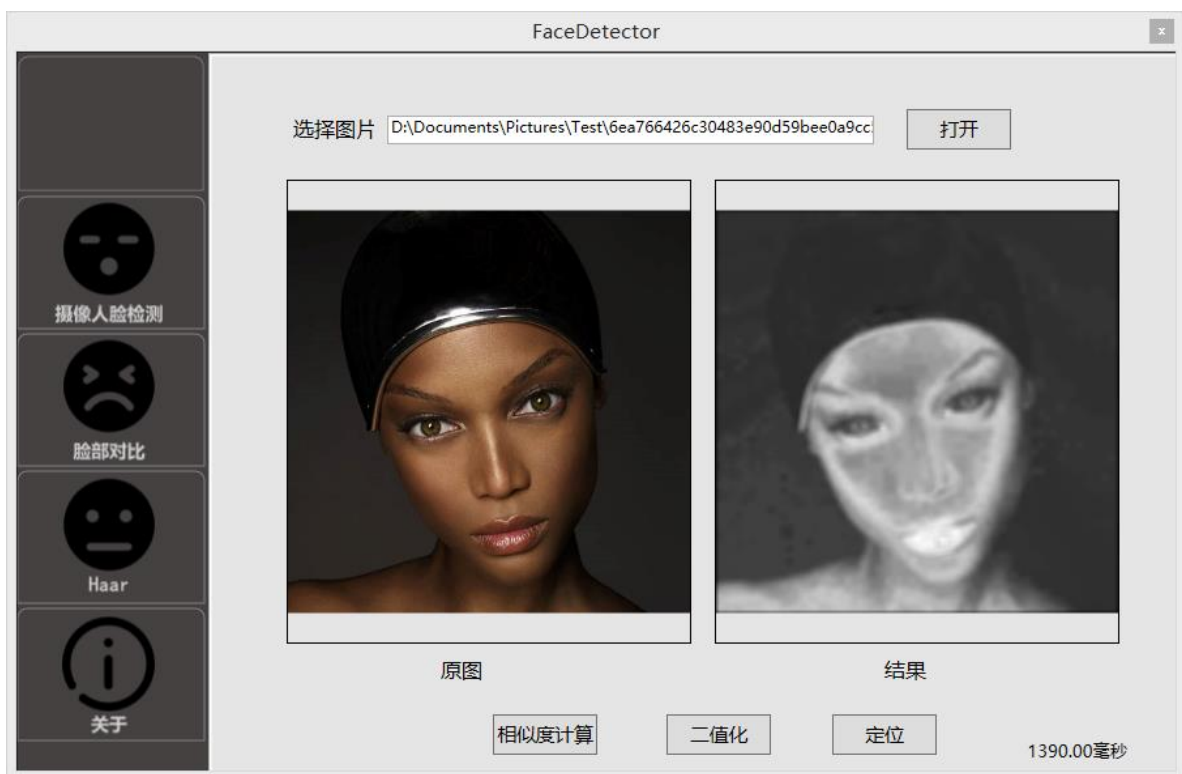 FaceDetector
x
选择图片
D:\Documents\Pictures\Test\6ea766426c30483e90d59bee0a9cc
打开
摄像人脸检测
脸部对比
Haar
关于
原图
结果
相似度计算
二值化
定位
1390.00毫秒